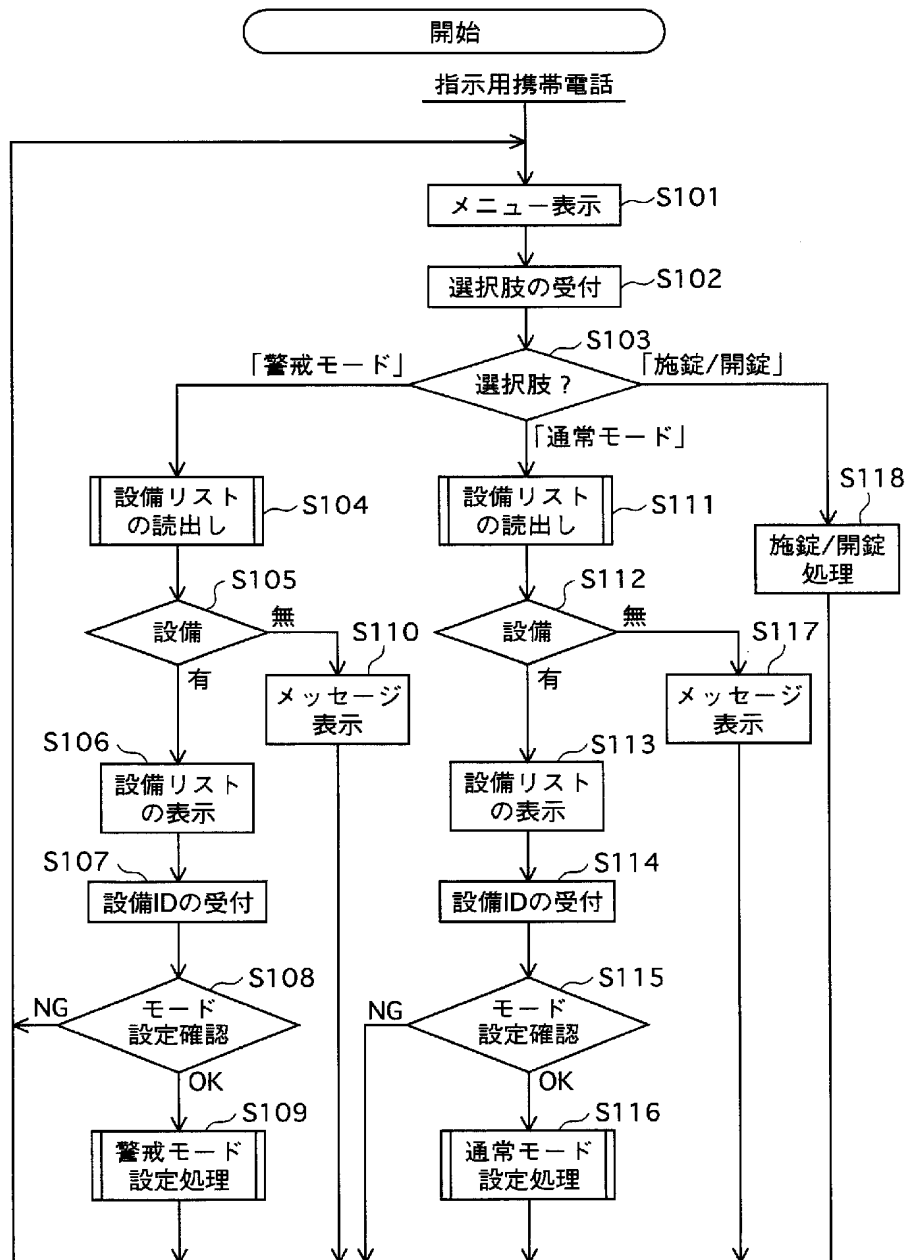 開始
指示用携帯電話
メニュー表示
S101
選択肢の受付
S102
S103
「警戒モード」
選択肢？
「施錠/開錠」
「通常モード」
設備リスト
の読出し
S104
設備リスト
の読出し
S111
S118
施錠/開錠
処理
S105
設備
無
有
S112
設備
無
有
S110
メッセージ
表示
S117
メッセージ
表示
S106
設備リスト
の表示
S113
設備リスト
の表示
S107
設備IDの受付
S114
設備IDの受付
S108
NG
モード
設定確認
OK
S115
NG
モード
設定確認
OK
S109
警戒モード
設定処理
S116
通常モード
設定処理